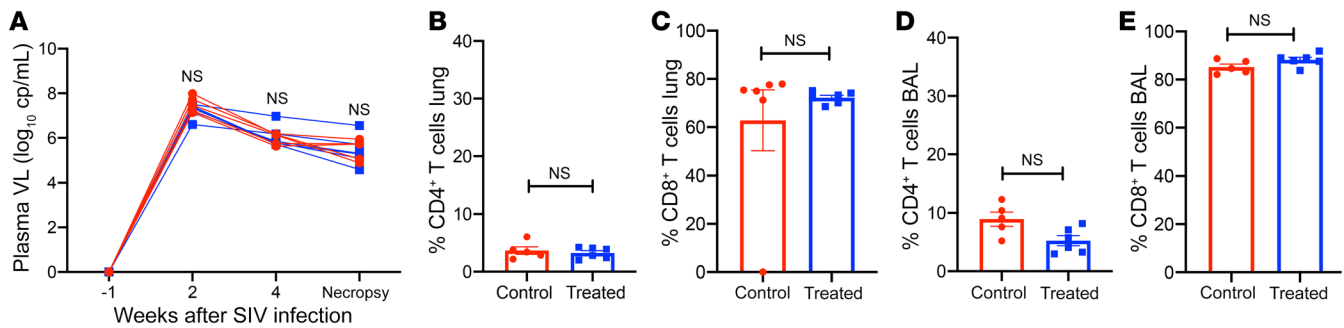 A
Plasma VL (log₁₀ cp/mL)
10
8
6
4
2
0
NS
NS
NS
-1
2
4
Necropsy
Weeks after SIV infection
B
% CD4⁺ T cells lung
40
30
20
10
0
NS
Control
Treated
C
% CD8⁺ T cells lung
100
80
60
40
20
0
NS
Control
Treated
D
% CD4⁺ T cells BAL
40
30
20
10
0
NS
Control
Treated
E
% CD8⁺ T cells BAL
100
80
60
40
20
0
NS
Control
Treated